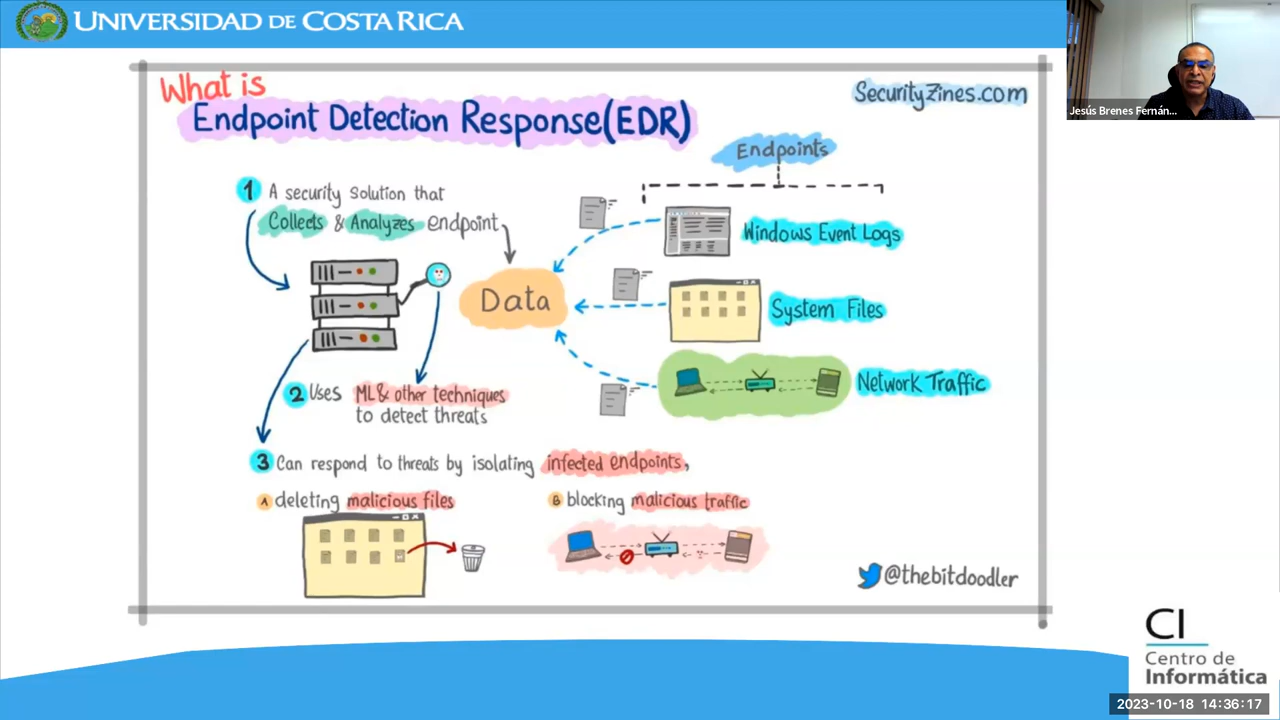 UNIVERSIDAD DE COSTA RICA
Jesús Brenes Fernán...
What is
Endpoint Detection Response(EDR)
SecurityZines.com
Endpoints
1 A security solution that
Collects & Analyzes endpoint
Windows Event Logs
Data
System Files
Network Traffic
2 Uses ML & other techniques
to detect threats
3 Can respond to threats by isolating infected endpoints,
A deleting malicious files
B blocking malicious traffic
@thebitdoodler
CI
Centro de
Informática
2023-10-18 14:36:17